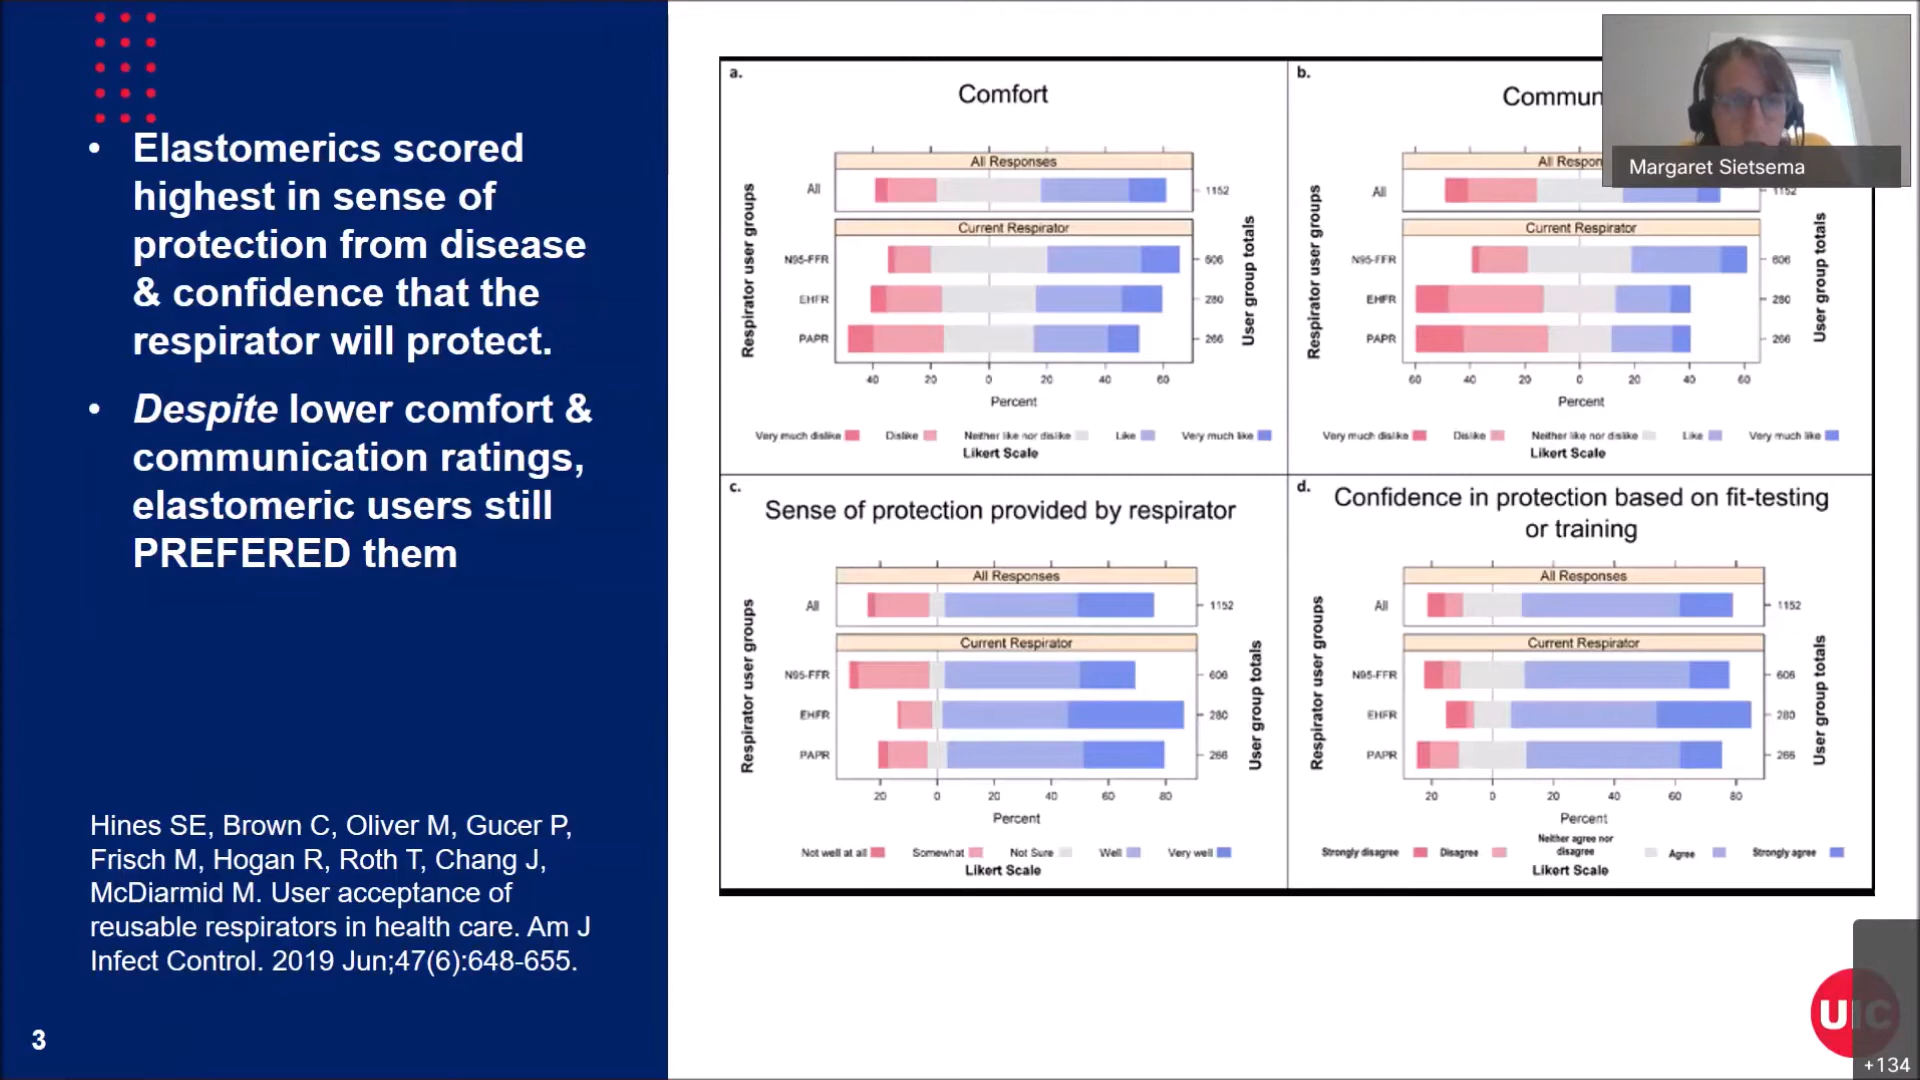 • Elastomerics scored
highest in sense of
protection from disease
& confidence that the
respirator will protect.
• Despite lower comfort &
communication ratings,
elastomeric users still
PREFERED them
Hines SE, Brown C, Oliver M, Gucer P,
Frisch M, Hogan R, Roth T, Chang J,
McDiarmid M. User acceptance of
reusable respirators in health care. Am J
Infect Control. 2019 Jun;47(6):648-655.
3
a.
Comfort
Respirator user groups
All Responses
All 1152
Current Respirator
N95-FFR 606
EHFR 280
PAPR 266
User group totals
40 20 0 20 40 60
Percent
Very much dislike Dislike Neither like nor dislike Like Very much like
Likert Scale
b.
Commun
Respirator user groups
All Respon
All 1152
Current Respirator
N95-FFR 606
EHFR 280
PAPR 266
User group totals
60 40 20 0 20 40 60
Percent
Very much dislike Dislike Neither like nor dislike Like Very much like
Likert Scale
Margaret Sietsema
c.
Sense of protection provided by respirator
Respirator user groups
All Responses
All 1152
Current Respirator
N95-FFR 606
EHFR 280
PAPR 266
User group totals
20 0 20 40 60 80
Percent
Not well at all Somewhat Not Sure Well Very well
Likert Scale
d.
Confidence in protection based on fit-testing
or training
Respirator user groups
All Responses
All 1152
Current Respirator
N95-FFR 606
EHFR 280
PAPR 266
User group totals
20 0 20 40 60 80
Percent
Strongly disagree Disagree Neither agree nor
disagree Agree Strongly agree
Likert Scale
UIC
+134